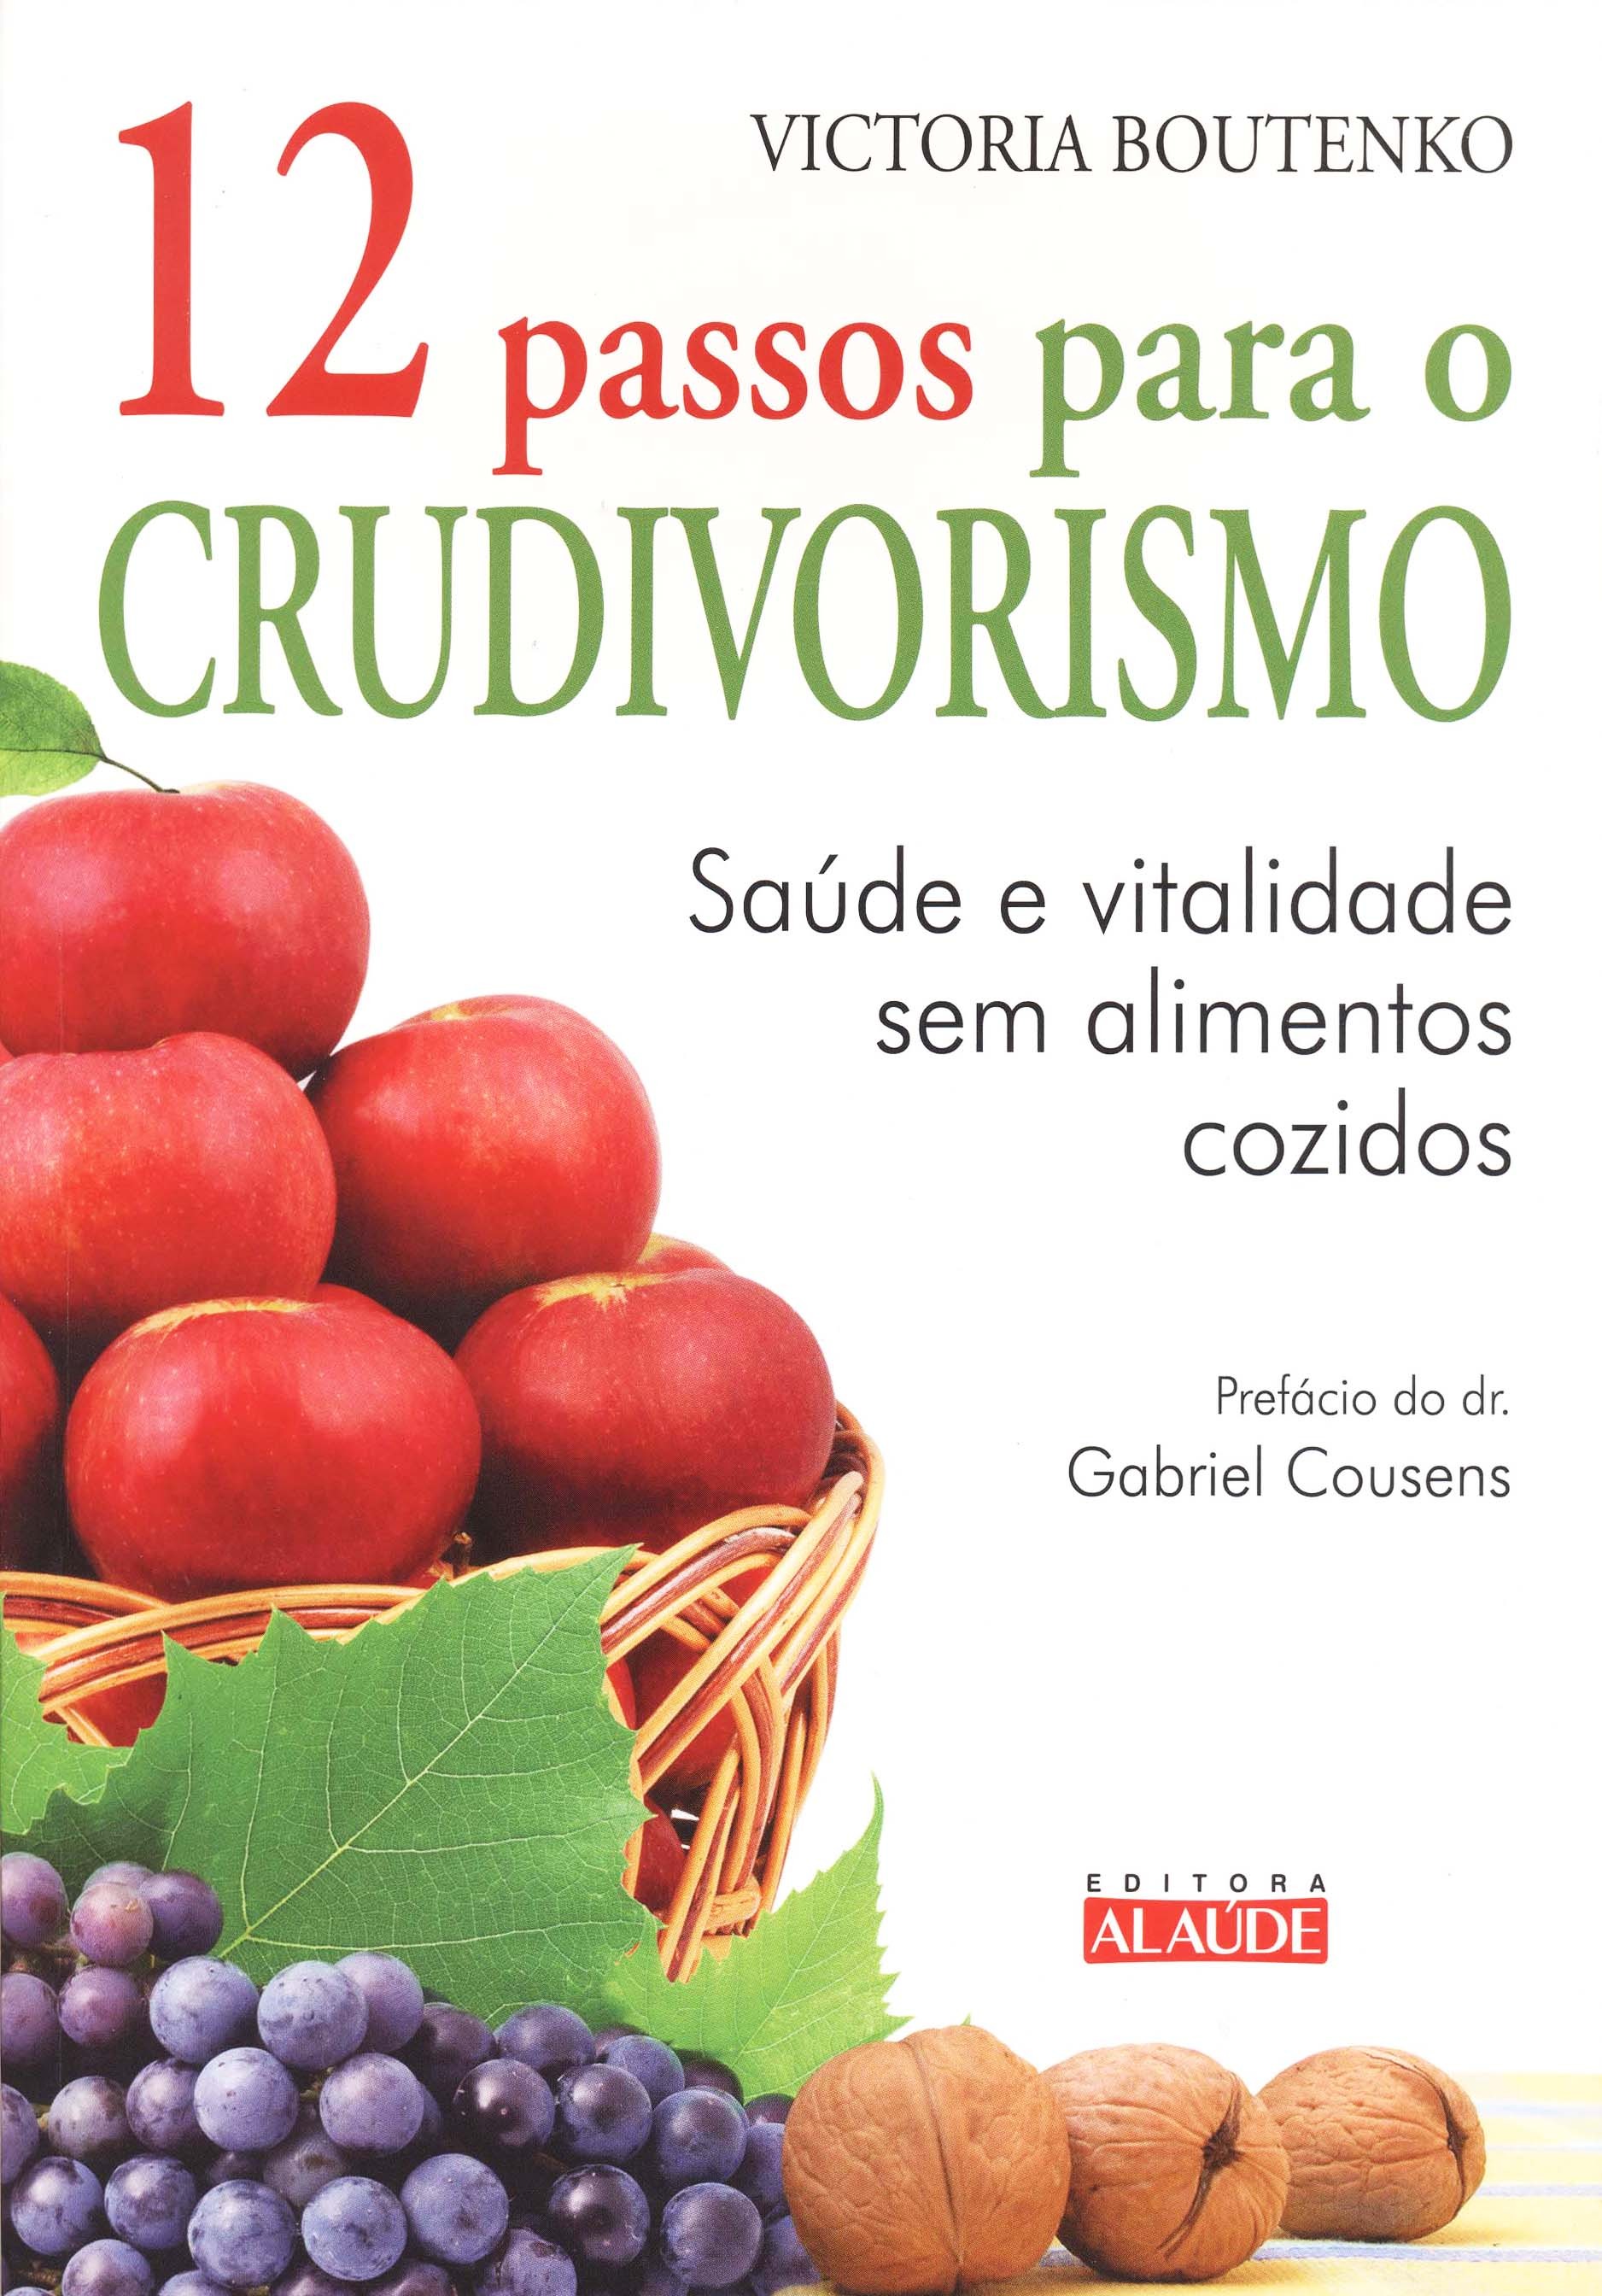 VICTORIA BOUTENKO
12 passos para o
CRUDIVORISMO
Saúde e vitalidade
sem alimentos
cozidos
Prefácio do dr.
Gabriel Cousens
EDITORA
ALAÚDE